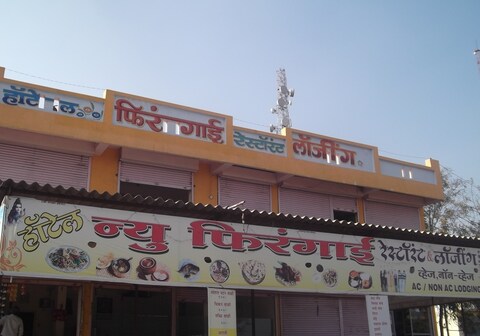 हॉटेल फिरंगाई रेस्टॉरंट लॉजींग
हॉटेल न्यु फिरंगाई रेस्टॉरंट & लॉजींग
व्हेज, नॉन-व्हेज
AC / NON AC LODGING